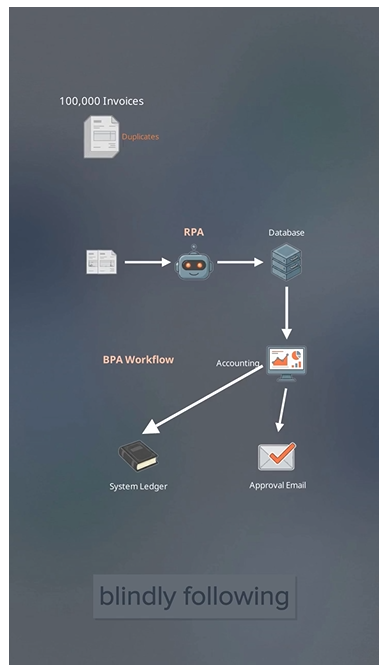 100,000 Invoices
Duplicates
RPA
Database
BPA Workflow
Accounting
System Ledger
Approval Email
blindly following